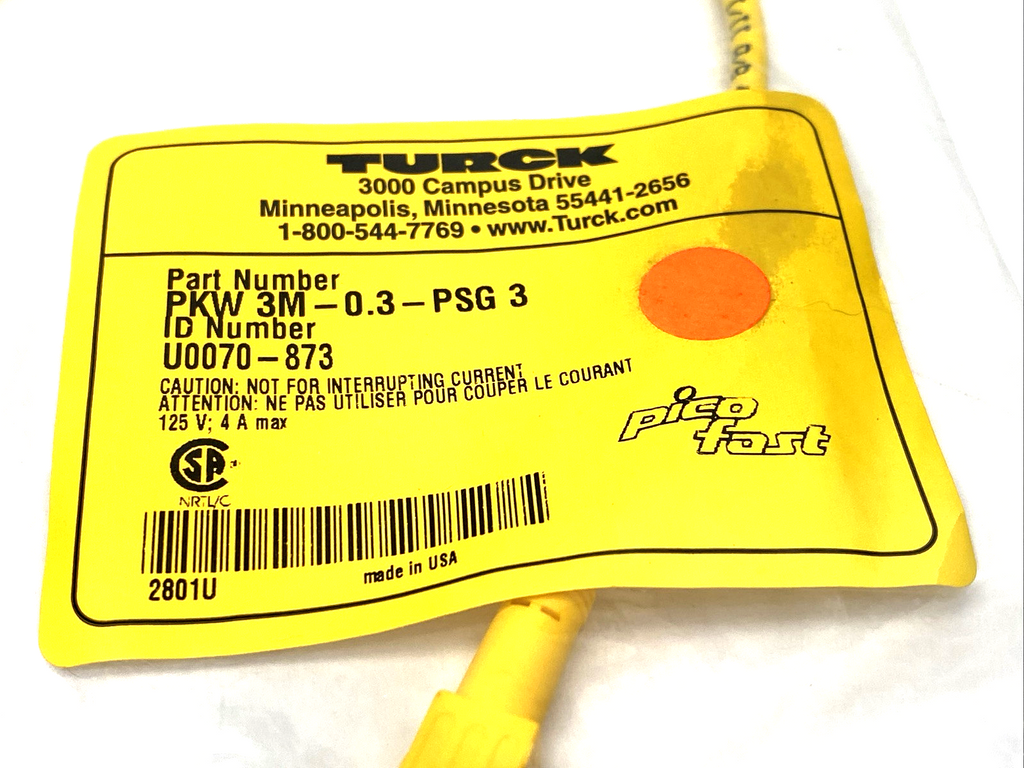 TURCK
3000 Campus Drive
Minneapolis, Minnesota 55441-2656
1-800-544-7769 • www.Turck.com
Part Number
PKW 3M-0.3-PSG 3
ID Number
U0070-873
CAUTION: NOT FOR INTERRUPTING CURRENT
ATTENTION: NE PAS UTILISER POUR COUPER LE COURANT
125 V; 4 A max
SA
NRTL/C
pico
fast
2801U
made in USA